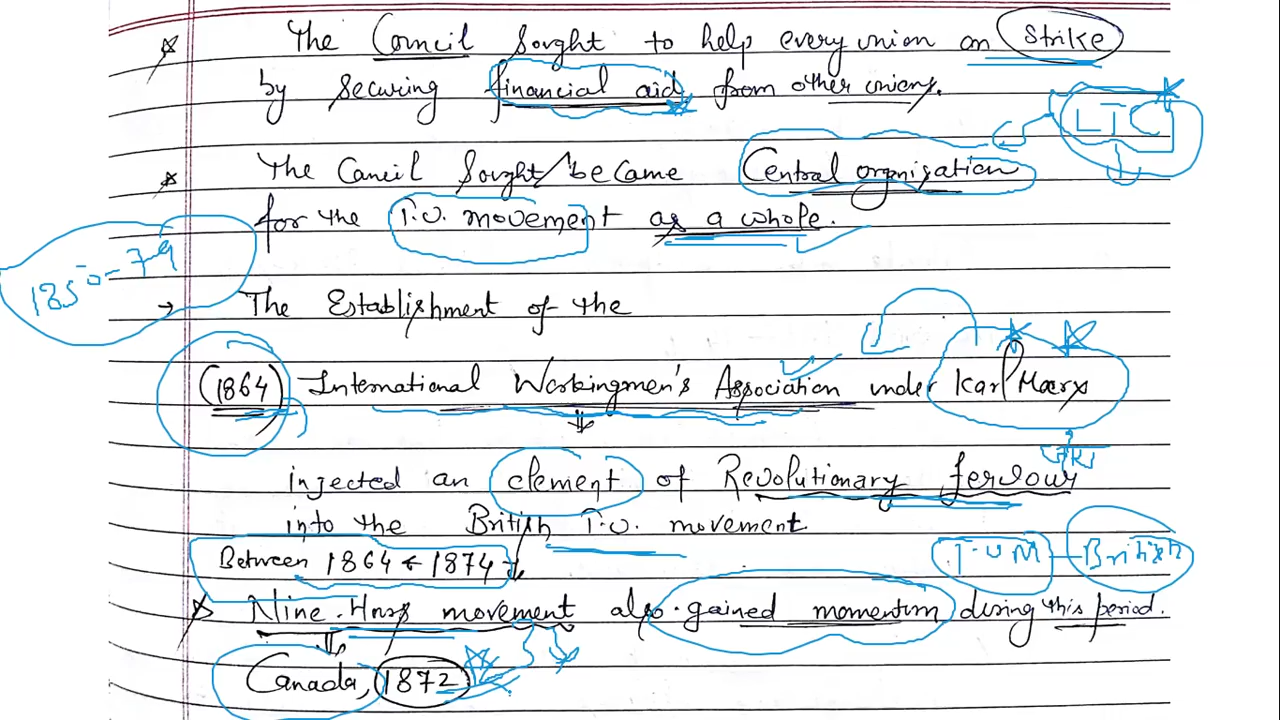 The Council sought to help every union on strike
by securing financial aid from other unions.
LTC
The Council sought/became Central organisation
for the T.U. movement as a whole.
1850-79
→ The Establishment of the
(1864) International Workingmen's Association under Karl Marx
injected an element of Revolutionary fervour
into the British T.U. movement
Between 1864 & 1874
T U M - British
Nine-Hours movement also gained momentum during this period.
Canada, 1872